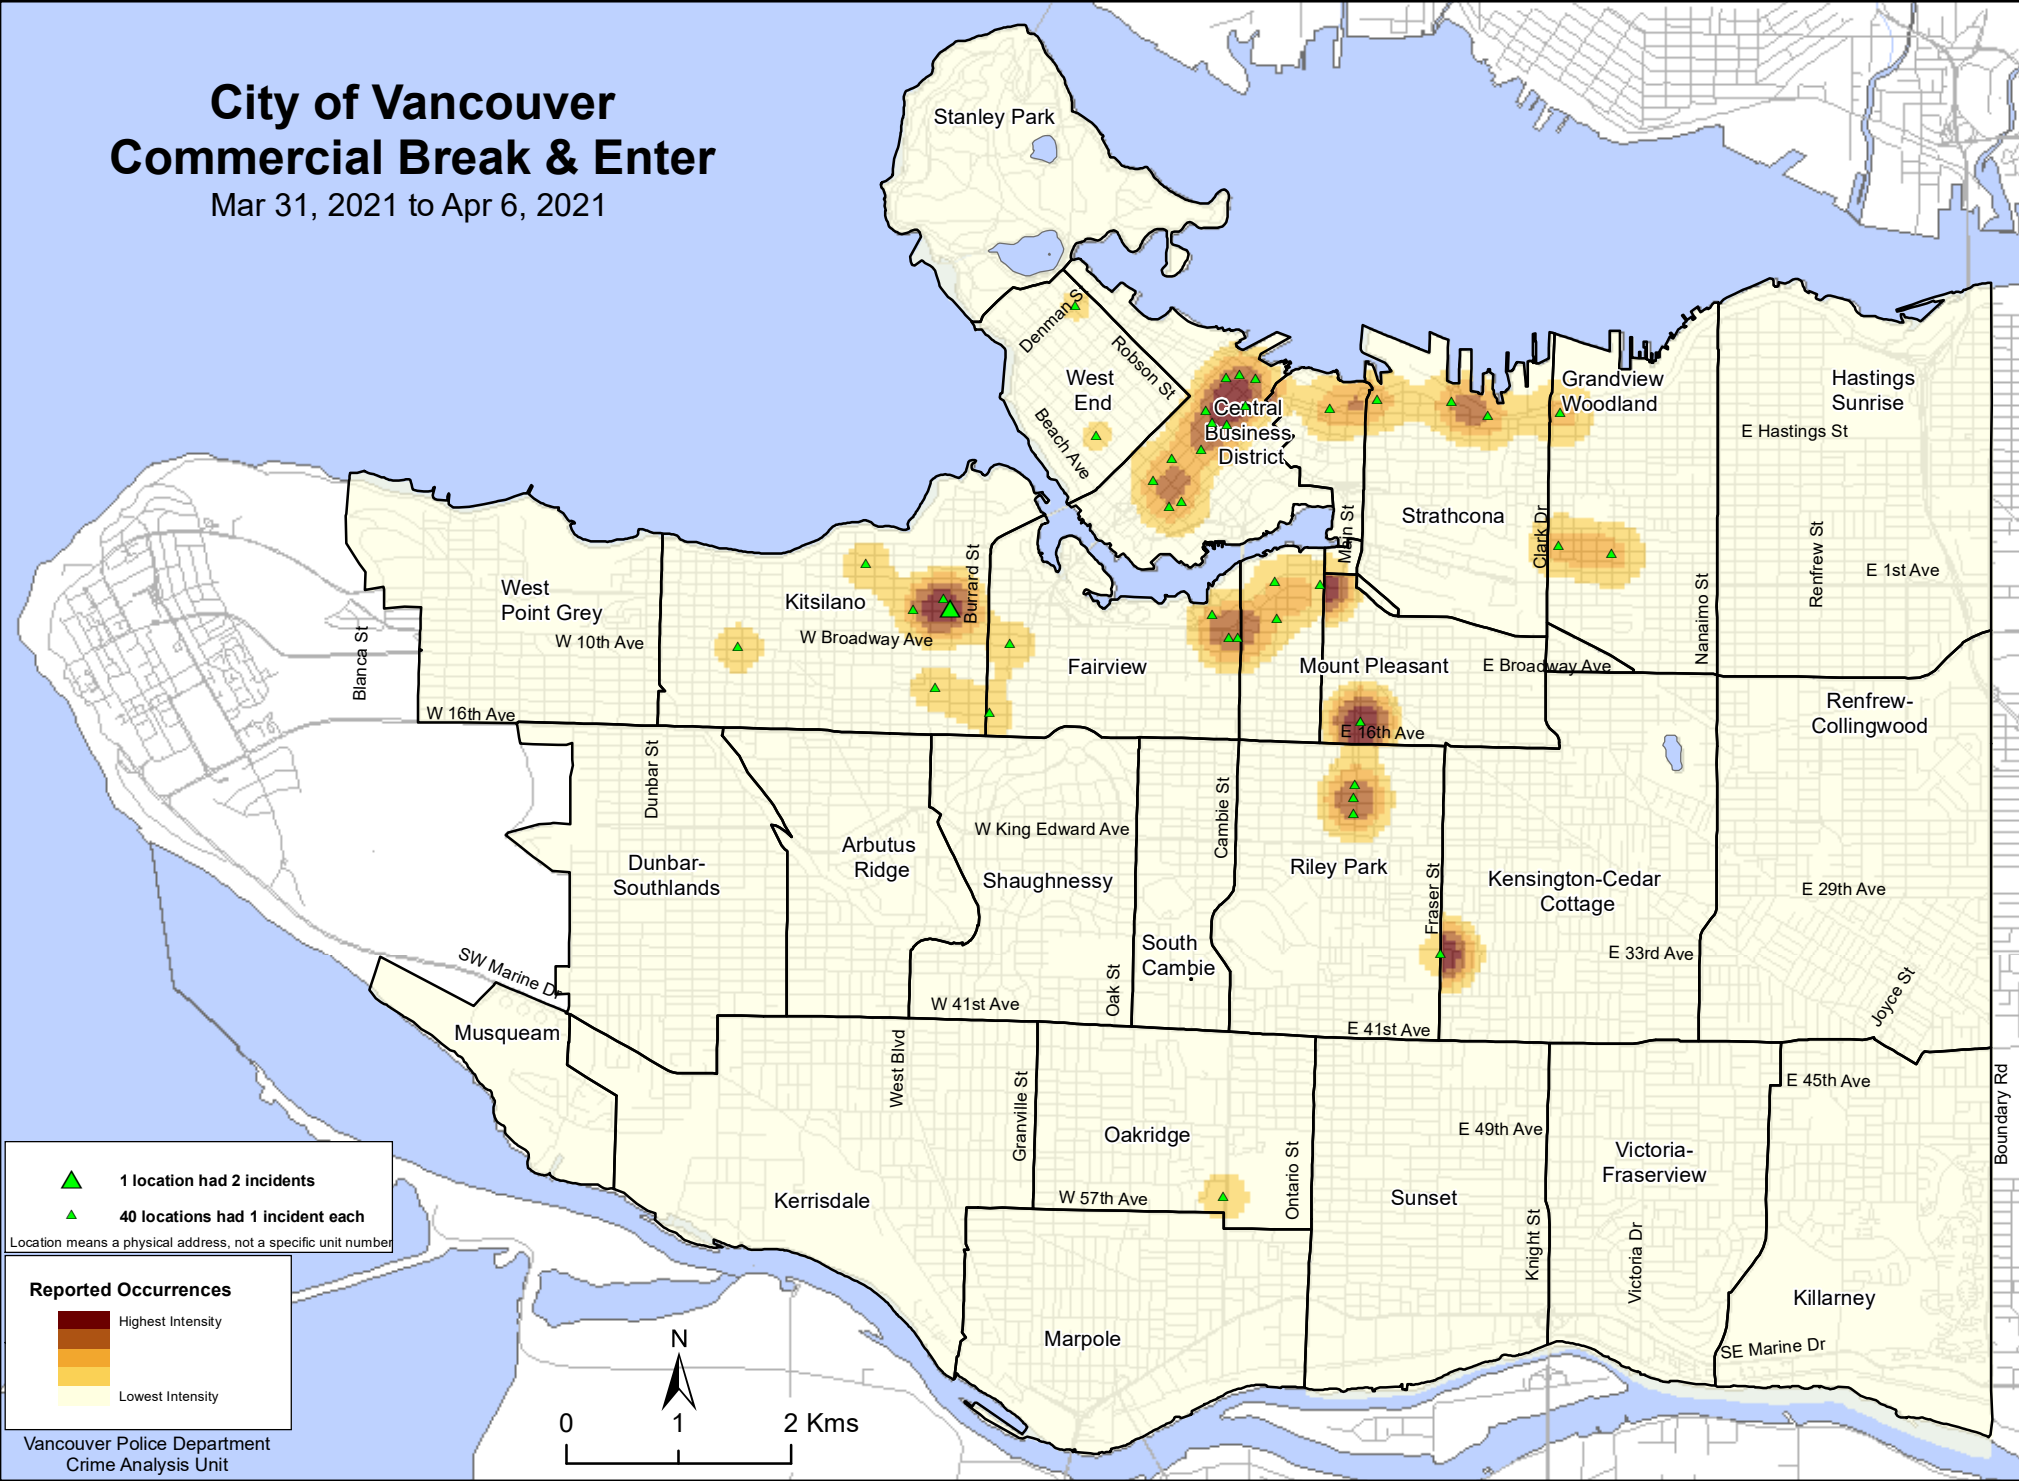 City of Vancouver
Commercial Break & Enter
Mar 31, 2021 to Apr 6, 2021
Stanley Park
Denman St
Robson St
West
End
Beach Ave
Central
Business
District
Grandview
Woodland
Hastings
Sunrise
E Hastings St
Strathcona
Main St
Clark Dr
Nanaimo St
Renfrew St
E 1st Ave
West
Point Grey
W 10th Ave
Blanca St
W 16th Ave
Kitsilano
W Broadway Ave
Burrard St
Fairview
Mount Pleasant
E Broadway Ave
E 16th Ave
Renfrew-
Collingwood
Dunbar St
Dunbar-
Southlands
Arbutus
Ridge
W King Edward Ave
Shaughnessy
Cambie St
Riley Park
Fraser St
Kensington-Cedar
Cottage
E 29th Ave
E 33rd Ave
Joyce St
South
Cambie
Oak St
W 41st Ave
E 41st Ave
SW Marine Dr
Musqueam
West Blvd
Granville St
Oakridge
Ontario St
W 57th Ave
Kerrisdale
Sunset
E 49th Ave
E 45th Ave
Boundary Rd
Victoria-
Fraserview
Knight St
Victoria Dr
Killarney
SE Marine Dr
Marpole
1 location had 2 incidents
40 locations had 1 incident each
Location means a physical address, not a specific unit number
Reported Occurrences
Highest Intensity
Lowest Intensity
Vancouver Police Department
Crime Analysis Unit
N
0 1 2 Kms